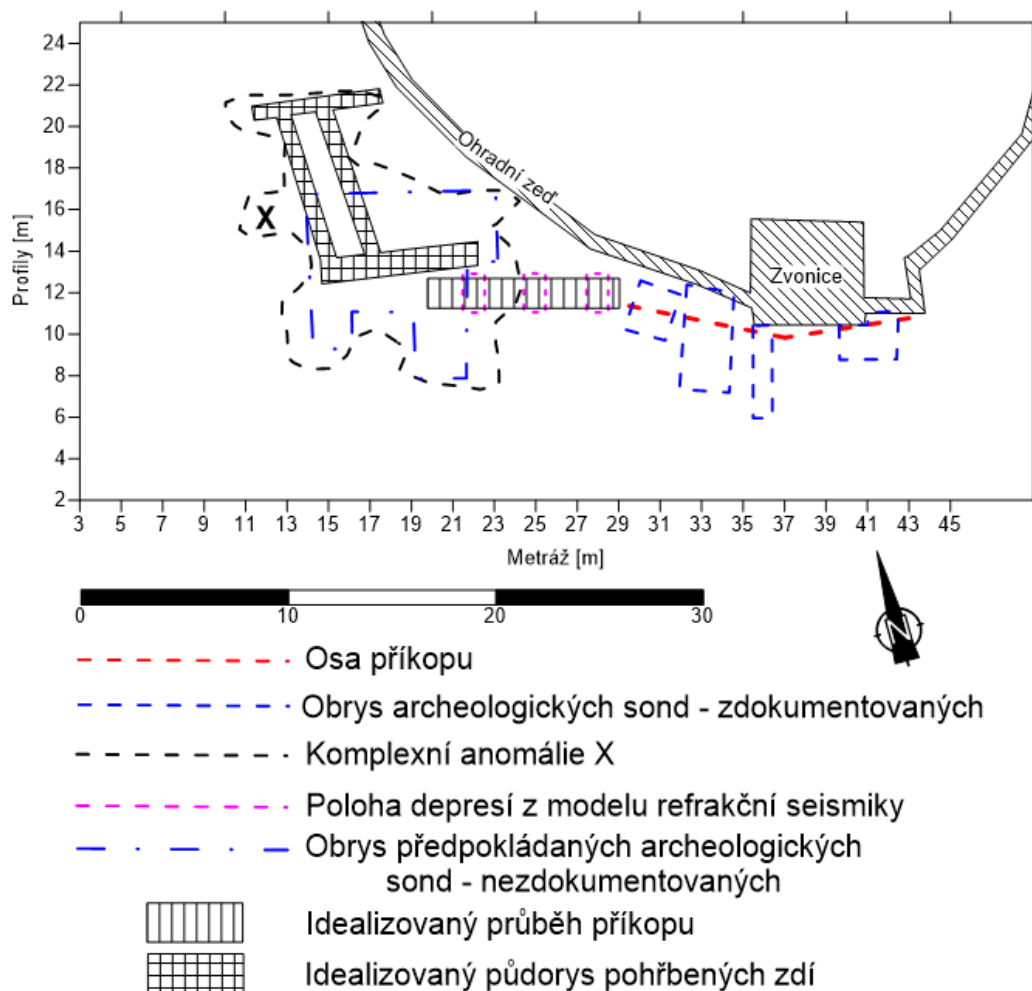 24
22
20
18
16
14
12
10
8
6
4
2
Profily [m]
Ohradní zeď
X
Zvonice
3 5 7 9 11 13 15 17 19 21 23 25 27 29 31 33 35 37 39 41 43 45
Metráž [m]
0 10 20 30
N
Osa příkopu
Obrys archeologických sond - zdokumentovaných
Komplexní anomálie X
Poloha depresí z modelu refrakční seismiky
Obrys předpokládaných archeologických
sond - nezdokumentovaných
Idealizovaný průběh příkopu
Idealizovaný půdorys pohřbených zdí